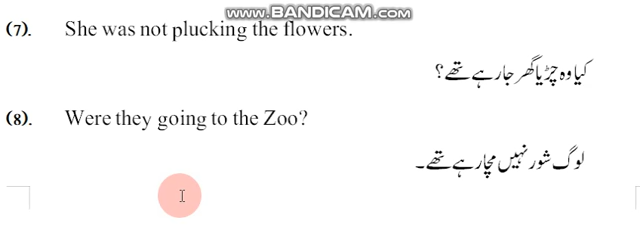 www.BANDICAM.com
(7). She was not plucking the flowers.
کیا وہ چڑیا گھر جا رہے تھے؟
(8). Were they going to the Zoo?
لوگ شور نہیں مچا رہے تھے۔